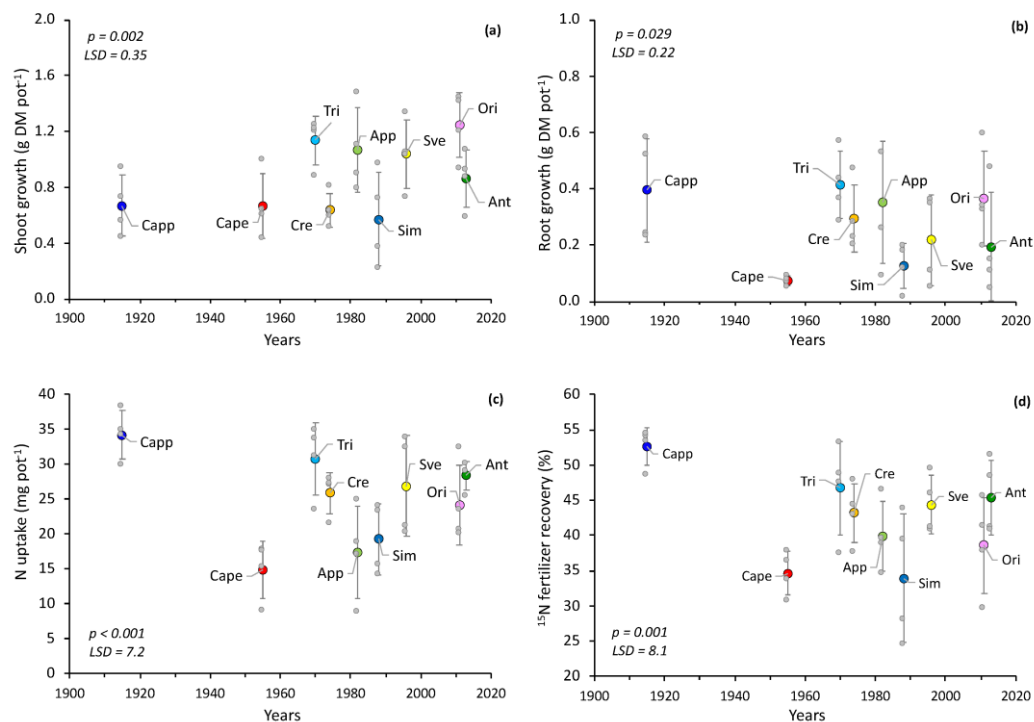 (a)
p = 0.002
LSD = 0.35
Shoot growth (g DM pot⁻¹)
2.0
1.6
1.2
0.8
0.4
0.0
Capp
Cape
Tri
Cre
App
Sim
Sve
Ori
Ant
1900 1920 1940 1960 1980 2000 2020
Years
(b)
p = 0.029
LSD = 0.22
Root growth (g DM pot⁻¹)
1.0
0.8
0.6
0.4
0.2
0.0
Capp
Cape
Tri
Cre
App
Sim
Sve
Ori
Ant
1900 1920 1940 1960 1980 2000 2020
Years
(c)
N uptake (mg pot⁻¹)
40
35
30
25
20
15
10
5
0
Capp
Cape
Tri
Cre
App
Sim
Sve
Ori
Ant
p < 0.001
LSD = 7.2
1900 1920 1940 1960 1980 2000 2020
Years
(d)
¹⁵N fertilizer recovery (%)
60
55
50
45
40
35
30
25
20
Capp
Cape
Tri
Cre
App
Sim
Sve
Ant
Ori
p = 0.001
LSD = 8.1
1900 1920 1940 1960 1980 2000 2020
Years